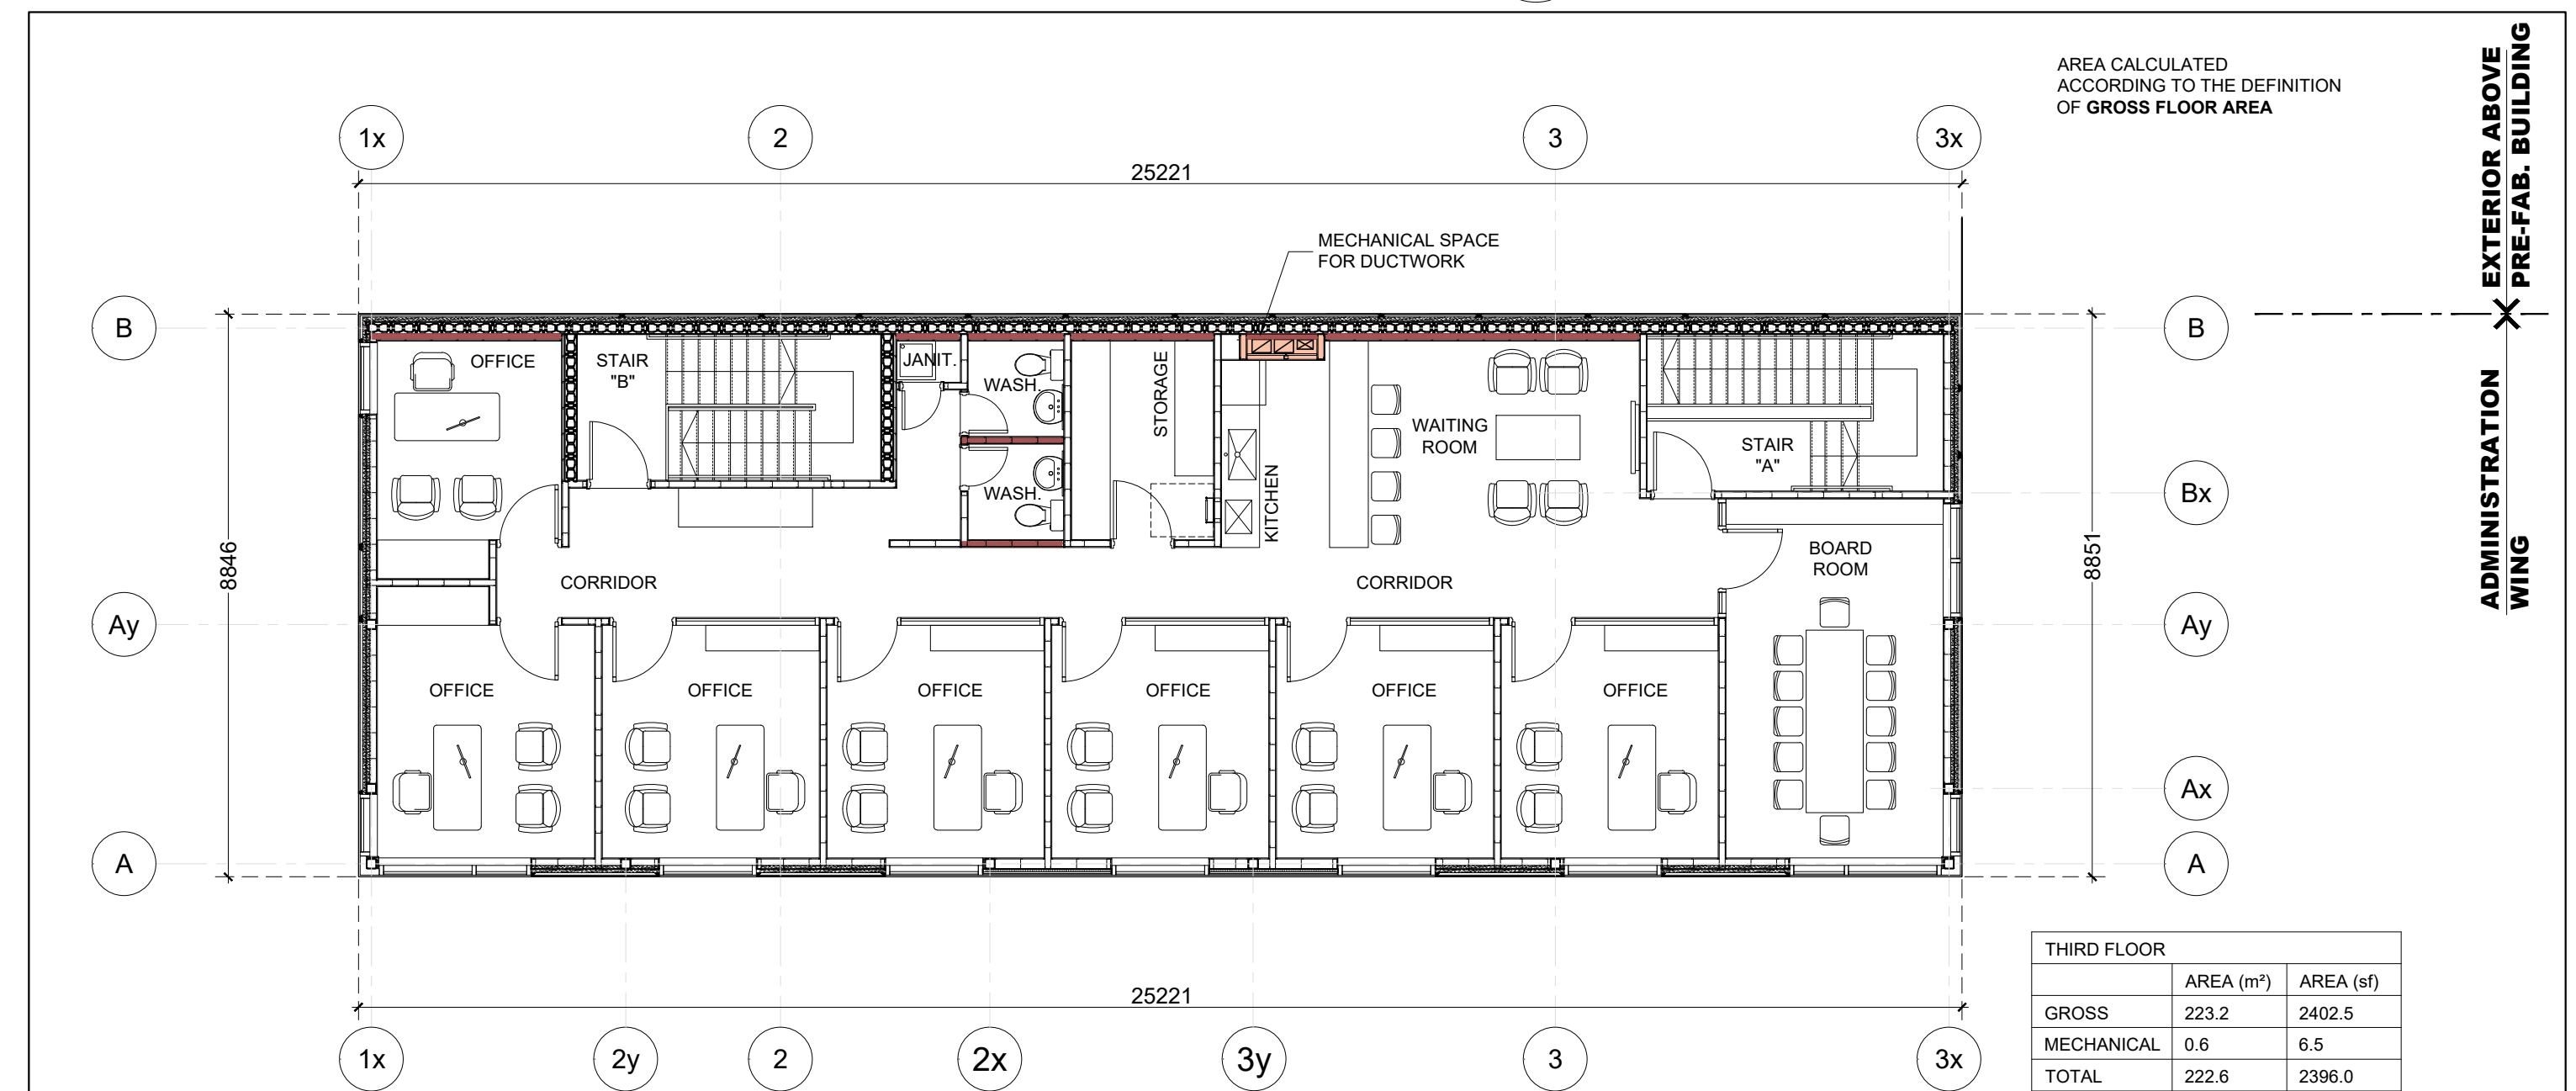 AREA CALCULATED
ACCORDING TO THE DEFINITION
OF GROSS FLOOR AREA
EXTERIOR ABOVE
PRE-FAB. BUILDING
ADMINISTRATION
WING
1x
2
3
3x
25221
MECHANICAL SPACE
FOR DUCTWORK
B
B
OFFICE
STAIR
"B"
JANIT.
WASH.
STORAGE
WAITING
ROOM
STAIR
"A"
WASH.
KITCHEN
Bx
8846
CORRIDOR
CORRIDOR
BOARD
ROOM
8851
Ay
Ay
OFFICE
OFFICE
OFFICE
OFFICE
OFFICE
OFFICE
Ax
A
A
25221
1x
2y
2
2x
3y
3
3x
THIRD FLOOR
AREA (m²) AREA (sf)
GROSS 223.2 2402.5
MECHANICAL 0.6 6.5
TOTAL 222.6 2396.0